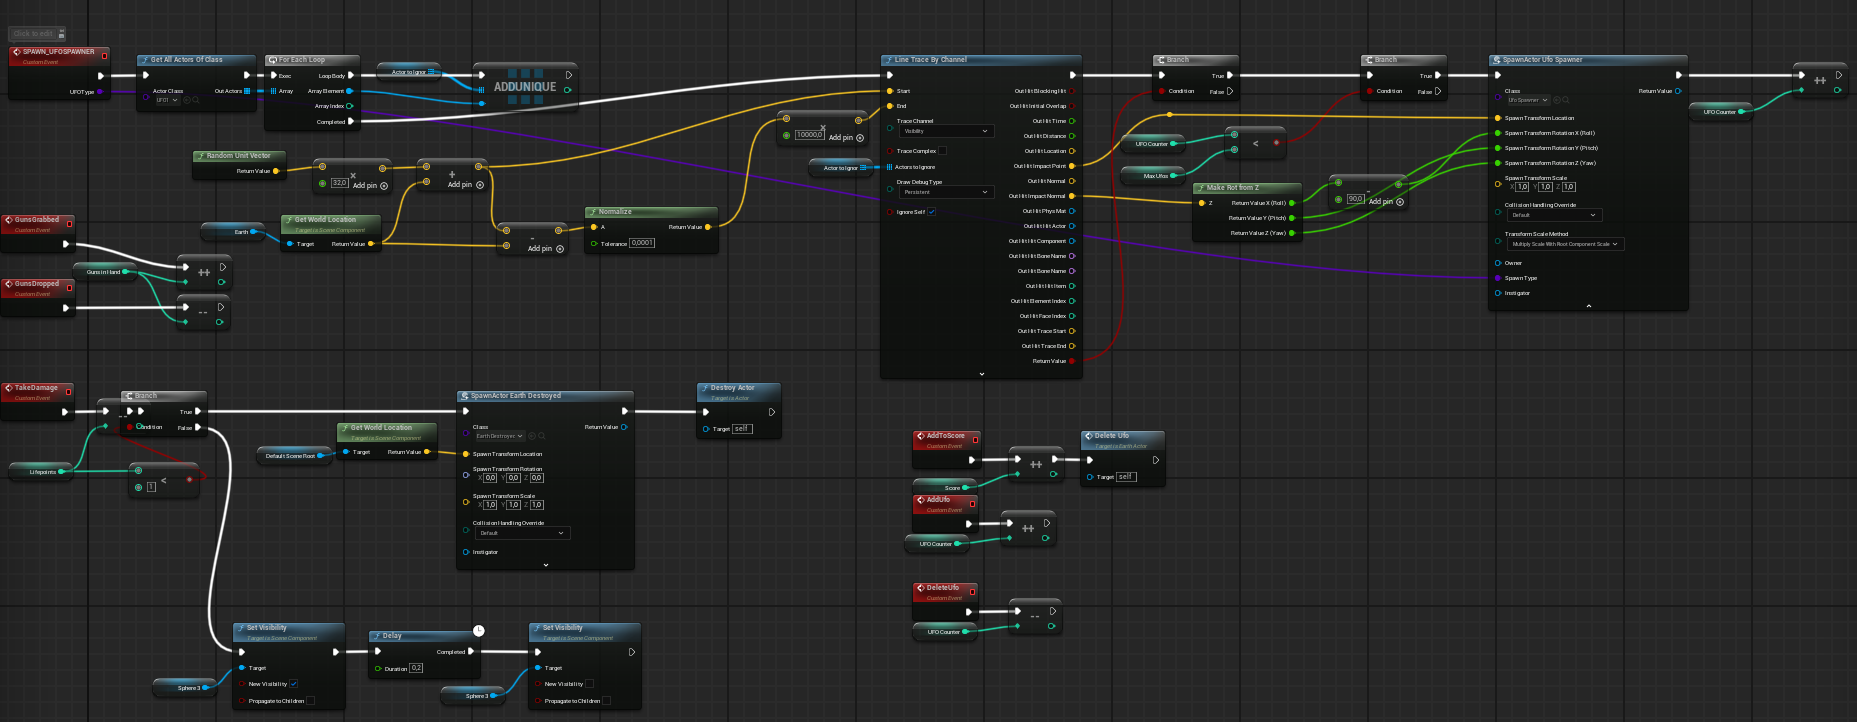 Click to edit
SPAWN_UFOSPAWNER
Custom Event
UFOType
Get All Actors Of Class
Actor Class
Out Actors
UFO1
For Each Loop
Exec
Loop Body
Array
Array Element
Array Index
Completed
Actor to Ignor
ADDUNIQUE
Random Unit Vector
Return Value
×
32,0
Add pin
+
Add pin
Earth
Get World Location
Target is Scene Component
Target
Return Value
-
Add pin
Normalize
A
Return Value
Tolerance
0,0001
×
10000,0
Add pin
Actor to Ignor
Line Trace By Channel
Start
End
Trace Channel
Visibility
Trace Complex
Actors to Ignore
Draw Debug Type
Persistent
Ignore Self
Out Hit Blocking Hit
Out Hit Initial Overlap
Out Hit Time
Out Hit Distance
Out Hit Location
Out Hit Impact Point
Out Hit Normal
Out Hit Impact Normal
Out Hit Phys Mat
Out Hit Hit Actor
Out Hit Hit Component
Out Hit Hit Bone Name
Out Hit Bone Name
Out Hit Hit Item
Out Hit Element Index
Out Hit Face Index
Out Hit Trace Start
Out Hit Trace End
Return Value
Branch
True
Condition
False
UFO Counter
Max Ufos
<
Branch
True
Condition
False
Make Rot from Z
Z
Return Value X (Roll)
Return Value Y (Pitch)
Return Value Z (Yaw)
-
90,0
Add pin
SpawnActor Ufo Spawner
Class
Return Value
Ufo Spawner
Spawn Transform Location
Spawn Transform Rotation X (Roll)
Spawn Transform Rotation Y (Pitch)
Spawn Transform Rotation Z (Yaw)
Spawn Transform Scale
X 1,0 Y 1,0 Z 1,0
Collision Handling Override
Default
Transform Scale Method
Multiply Scale With Root Component Scale
Owner
Spawn Type
Instigator
UFO Counter
++
GunsGrabbed
Custom Event
Guns in Hand
++
GunsDropped
Custom Event
--
TakeDamage
Custom Event
--
Branch
True
Condition
False
Lifepoints
<
1
Default Scene Root
Get World Location
Target is Scene Component
Target
Return Value
SpawnActor Earth Destroyed
Class
Return Value
Earth Destroyed
Spawn Transform Location
Spawn Transform Rotation
X 0,0 Y 0,0 Z 0,0
Spawn Transform Scale
X 1,0 Y 1,0 Z 1,0
Collision Handling Override
Default
Instigator
Destroy Actor
Target is Actor
Target self
AddToScore
Custom Event
Score
++
Delete Ufo
Target is Earth Actor
Target self
AddUfo
Custom Event
UFO Counter
++
DeleteUfo
Custom Event
UFO Counter
--
Set Visibility
Target is Scene Component
Target
New Visibility
Propagate to Children
Sphere3
Delay
Completed
Duration 0,2
Sphere3
Set Visibility
Target is Scene Component
Target
New Visibility
Propagate to Children